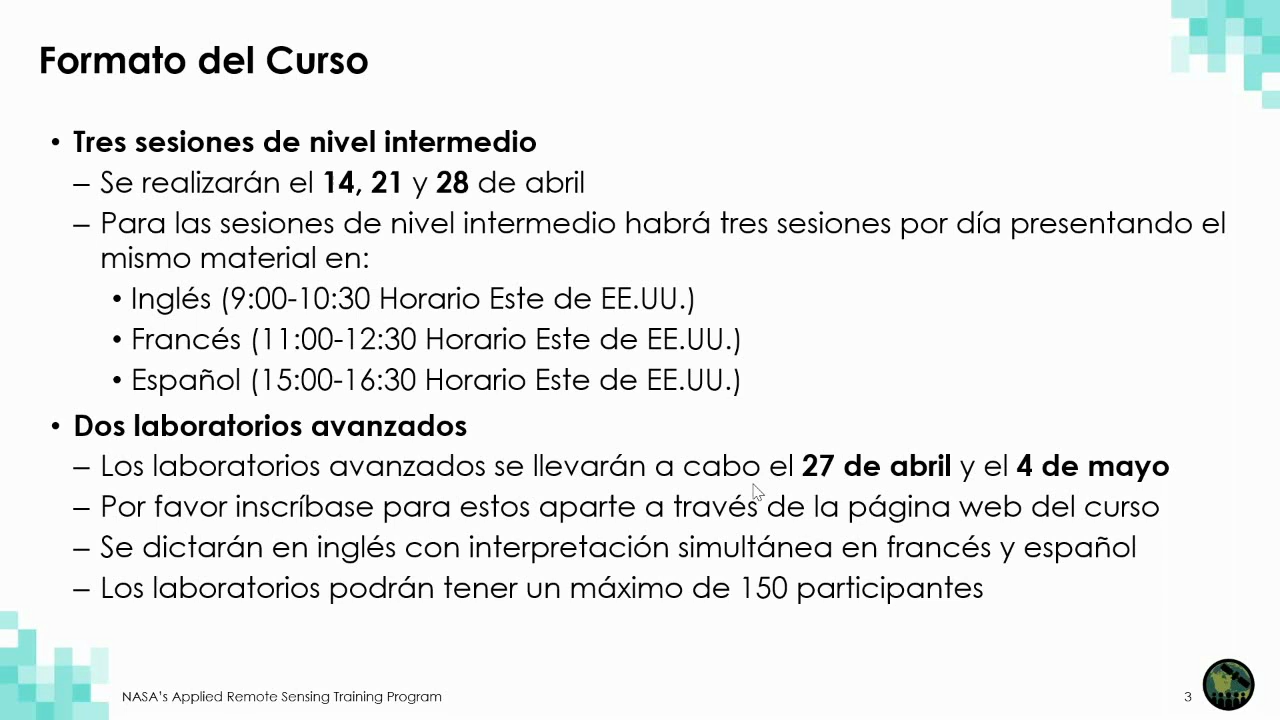 Formato del Curso
• Tres sesiones de nivel intermedio
– Se realizarán el 14, 21 y 28 de abril
– Para las sesiones de nivel intermedio habrá tres sesiones por día presentando el
mismo material en:
• Inglés (9:00-10:30 Horario Este de EE.UU.)
• Francés (11:00-12:30 Horario Este de EE.UU.)
• Español (15:00-16:30 Horario Este de EE.UU.)
• Dos laboratorios avanzados
– Los laboratorios avanzados se llevarán a cabo el 27 de abril y el 4 de mayo
– Por favor inscríbase para estos aparte a través de la página web del curso
– Se dictarán en inglés con interpretación simultánea en francés y español
– Los laboratorios podrán tener un máximo de 150 participantes
NASA's Applied Remote Sensing Training Program
3